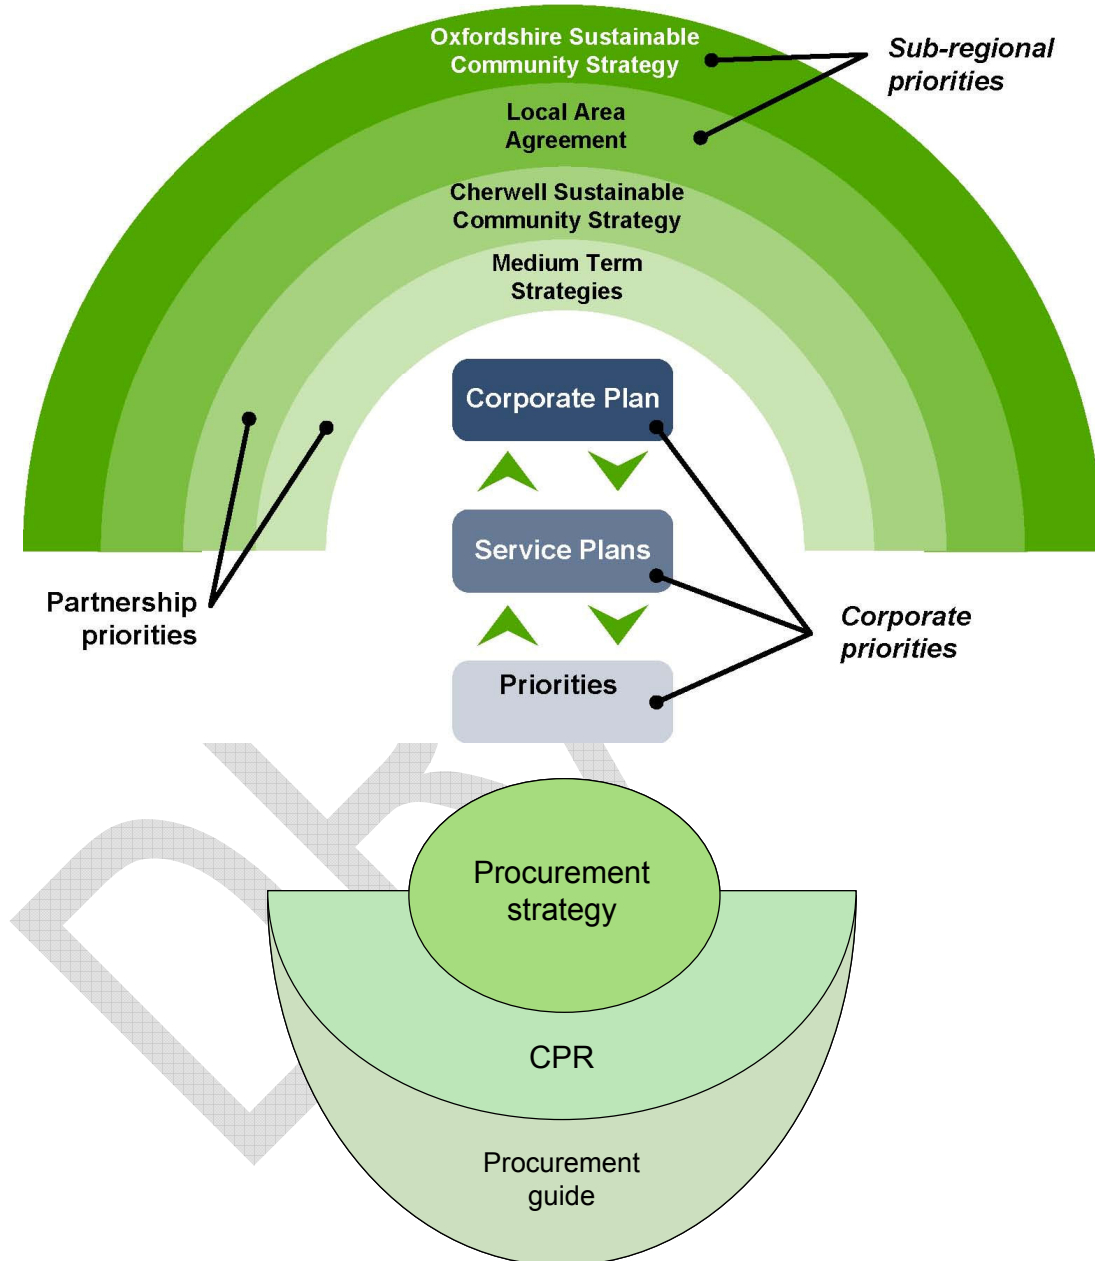 Oxfordshire Sustainable
Community Strategy
Sub-regional
priorities
Local Area
Agreement
Cherwell Sustainable
Community Strategy
Medium Term
Strategies
Corporate Plan
Service Plans
Partnership
priorities
Corporate
priorities
Priorities
Procurement
strategy
CPR
Procurement
guide